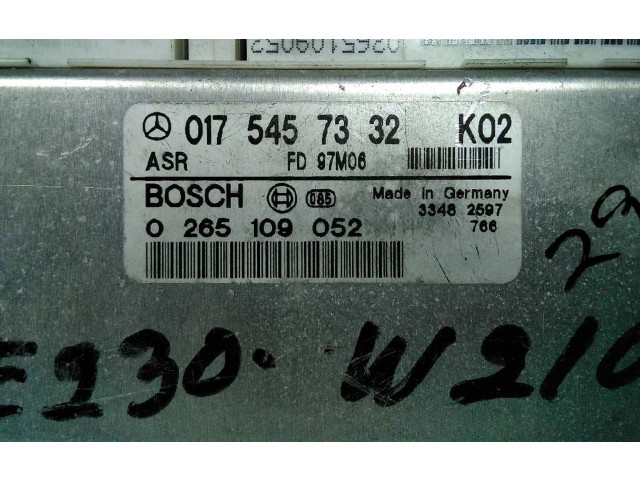 0265109052
017 545 73 32 K02
ASR FD 97M06
BOSCH 085 Made in Germany
0 265 109 052 3348 2597
766
E230. W210